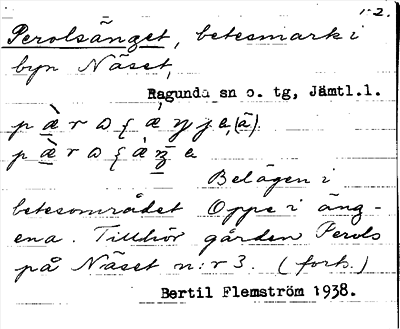 1-2.
Perolsänget, betesmark i
byn Näset,
Ragunda sn o. tg, Jämtl.l.
Belägen i
betesområdet Oppe i äng-
ena. Tillhör gården Perols
på Näset n:r 3. (forts.)
Bertil Flemström 1938.